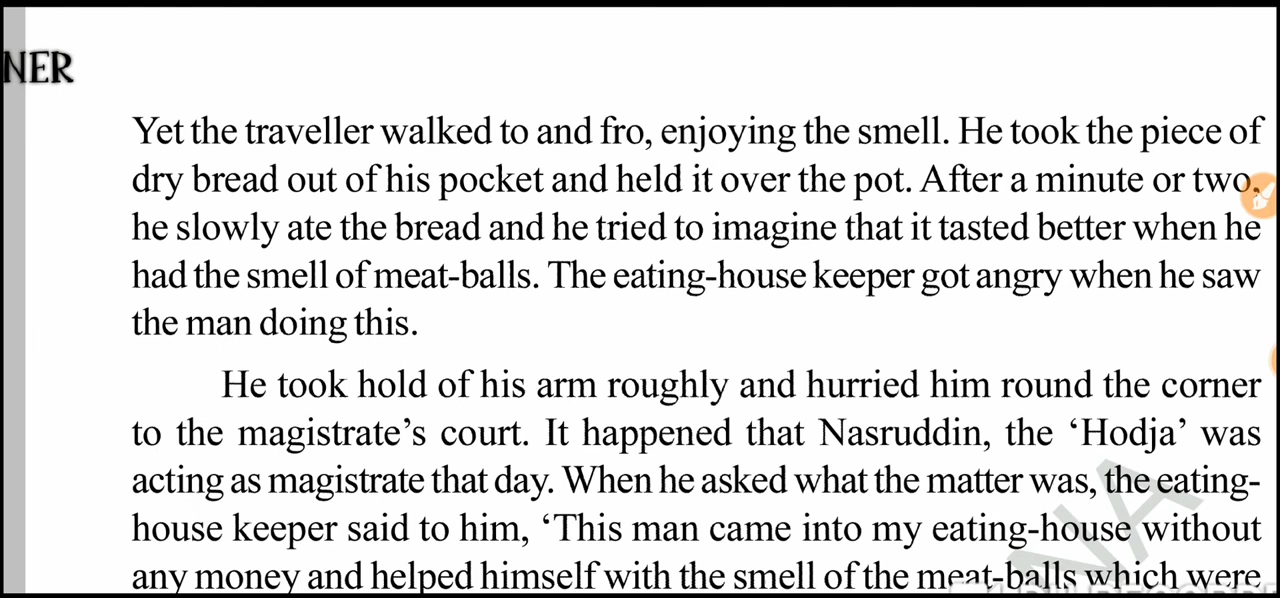 NER
Yet the traveller walked to and fro, enjoying the smell. He took the piece of
dry bread out of his pocket and held it over the pot. After a minute or two,
he slowly ate the bread and he tried to imagine that it tasted better when he
had the smell of meat-balls. The eating-house keeper got angry when he saw
the man doing this.
He took hold of his arm roughly and hurried him round the corner
to the magistrate’s court. It happened that Nasruddin, the ‘Hodja’ was
acting as magistrate that day. When he asked what the matter was, the eating-
house keeper said to him, ‘This man came into my eating-house without
any money and helped himself with the smell of the meat-balls which were